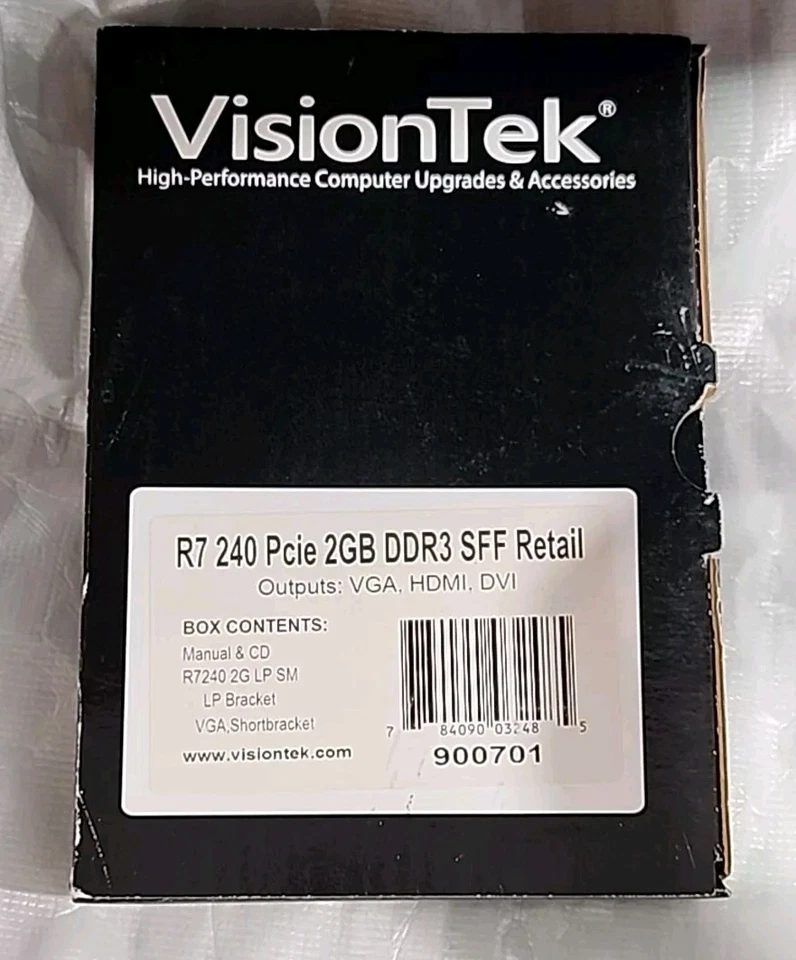 VisionTek®
High-Performance Computer Upgrades & Accessories
R7 240 Pcie 2GB DDR3 SFF Retail
Outputs: VGA, HDMI, DVI
BOX CONTENTS:
Manual & CD
R7240 2G LP SM
LP Bracket
VGA,Shortbracket
www.visiontek.com
7 84090 03248 5
900701